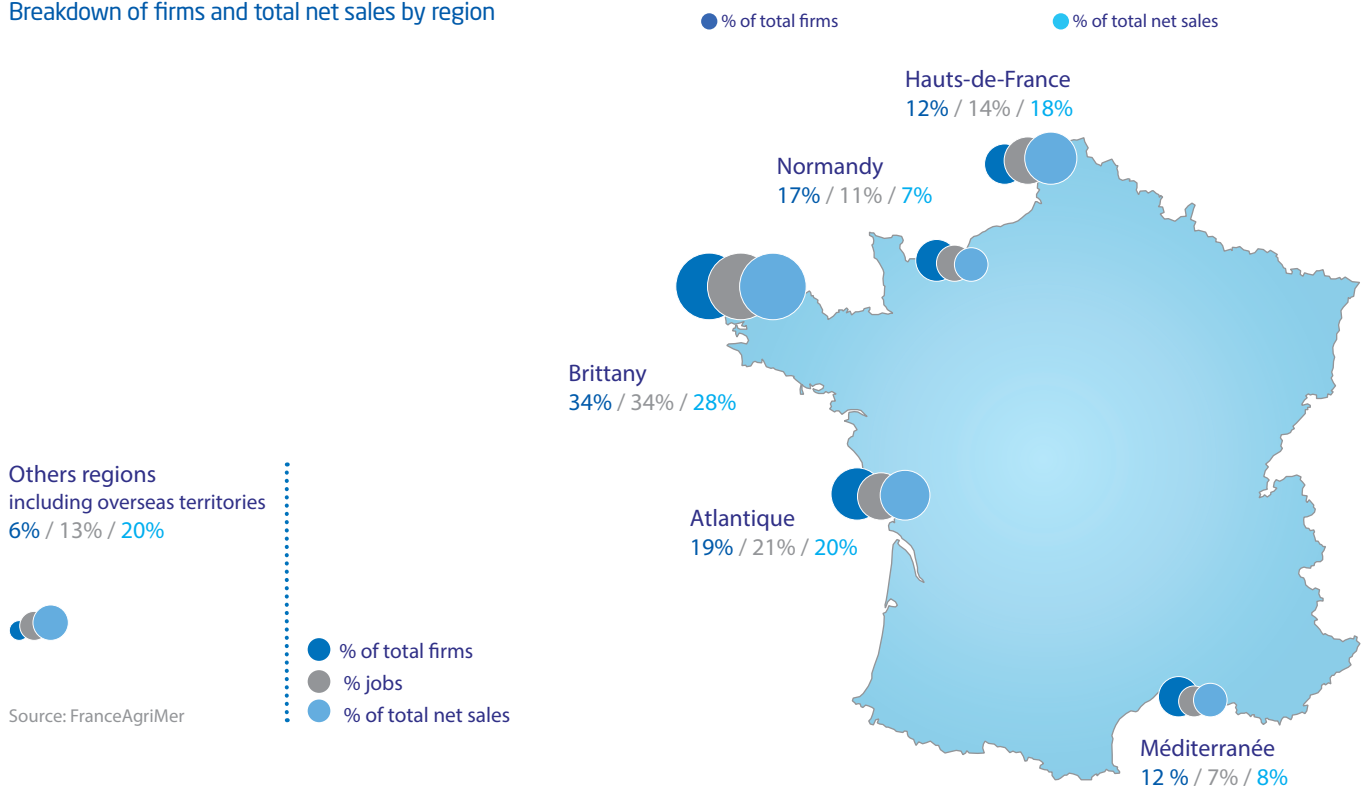 Breakdown of firms and total net sales by region
% of total firms
% of total net sales
Hauts-de-France
12% / 14% / 18%
Normandy
17% / 11% / 7%
Brittany
34% / 34% / 28%
Others regions
including overseas territories
6% / 13% / 20%
Atlantique
19% / 21% / 20%
% of total firms
% jobs
% of total net sales
Source: FranceAgriMer
Méditerranée
12 % / 7% / 8%